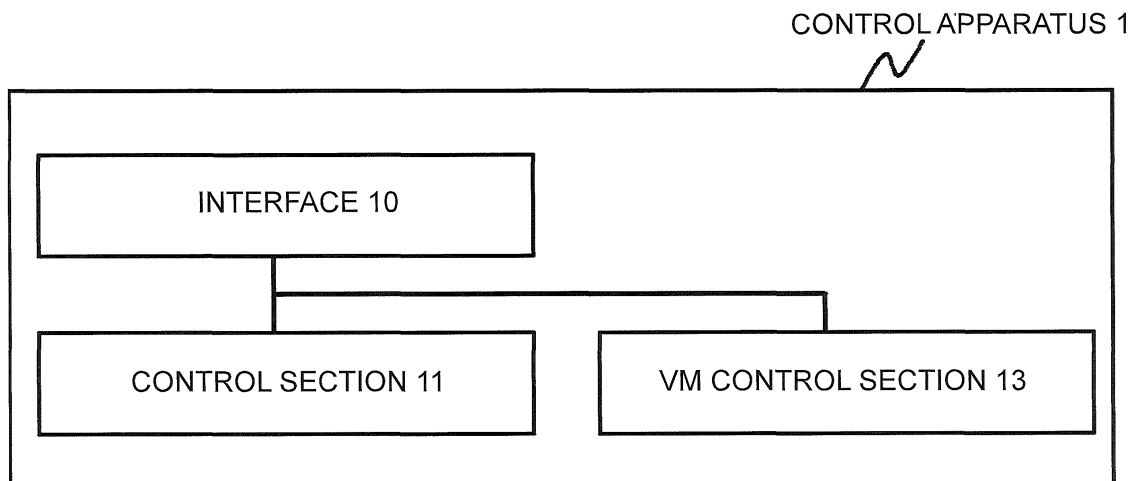 CONTROL APPARATUS 1
INTERFACE 10
CONTROL SECTION 11
VM CONTROL SECTION 13